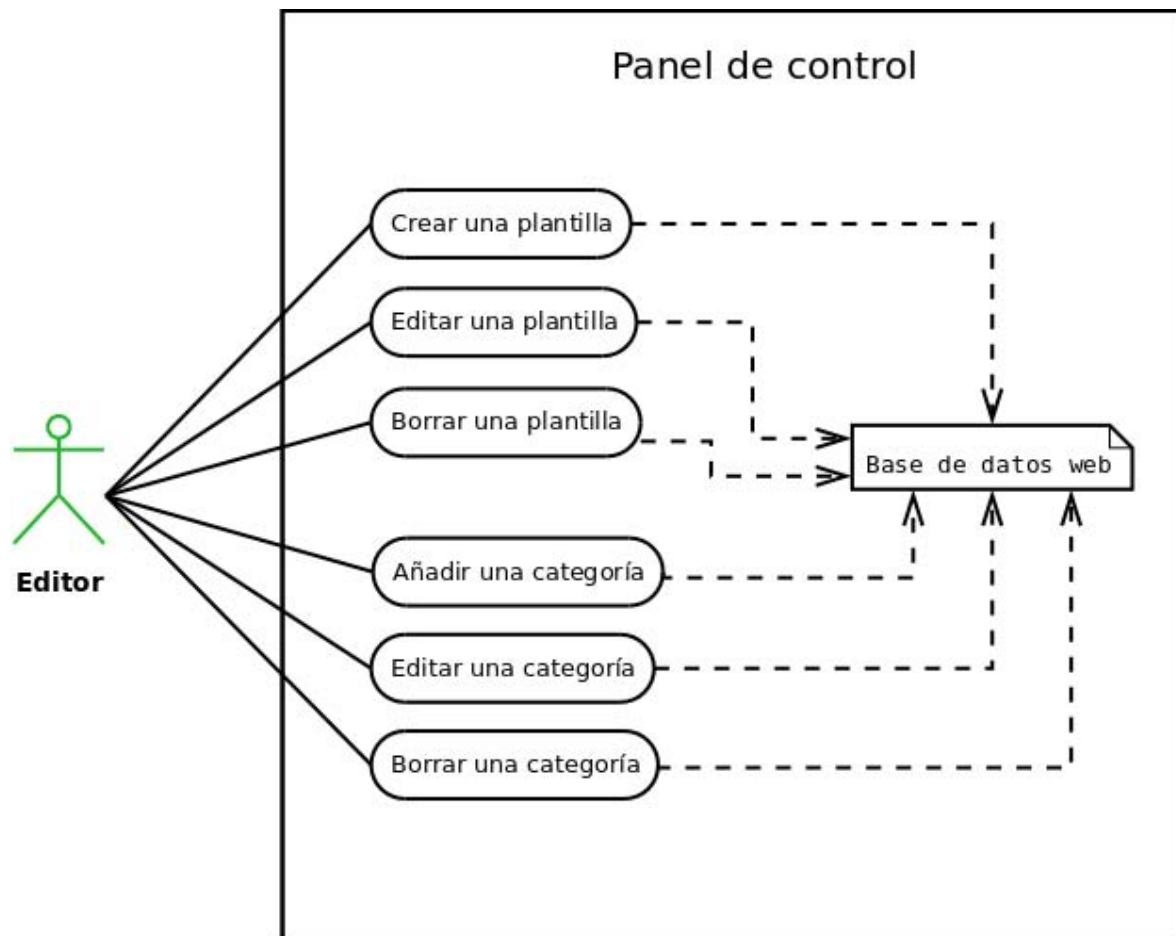 Panel de control
Crear una plantilla
Editar una plantilla
Borrar una plantilla
Base de datos web
Editor
Añadir una categoría
Editar una categoría
Borrar una categoría